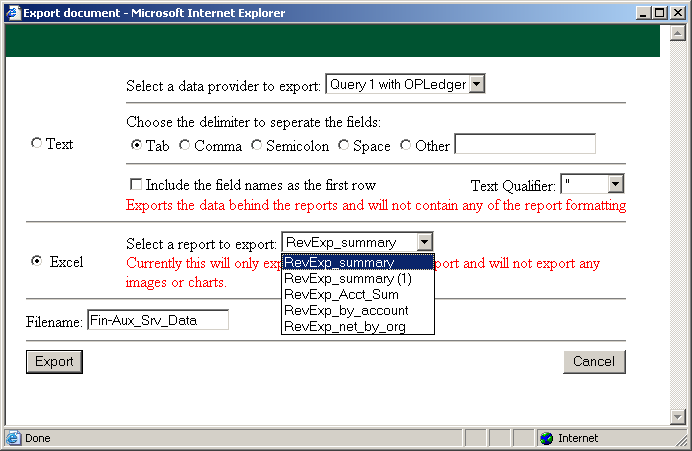 Export document - Microsoft Internet Explorer
Select a data provider to export: Query 1 with OPLedger
Choose the delimiter to seperate the fields:
Text
Tab Comma Semicolon Space Other
Include the field names as the first row Text Qualifier: "
Exports the data behind the reports and will not contain any of the report formatting
Select a report to export: RevExp_summary
Excel
Currently this will only exp port and will not export any
images or charts.
RevExp_summary
RevExp_summary (1)
RevExp_Acct_Sum
RevExp_by_account
RevExp_net_by_org
Filename: Fin-Aux_Srv_Data
Export Cancel
Done Internet